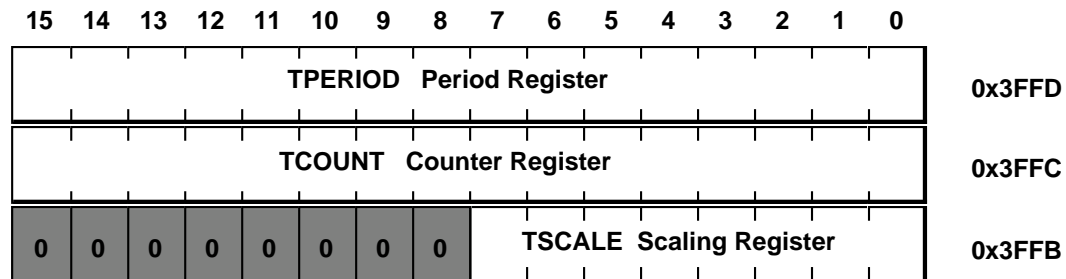 15 14 13 12 11 10 9 8 7 6 5 4 3 2 1 0
TPERIOD Period Register 0x3FFD
TCOUNT Counter Register 0x3FFC
0 0 0 0 0 0 0 0 TSCALE Scaling Register 0x3FFB